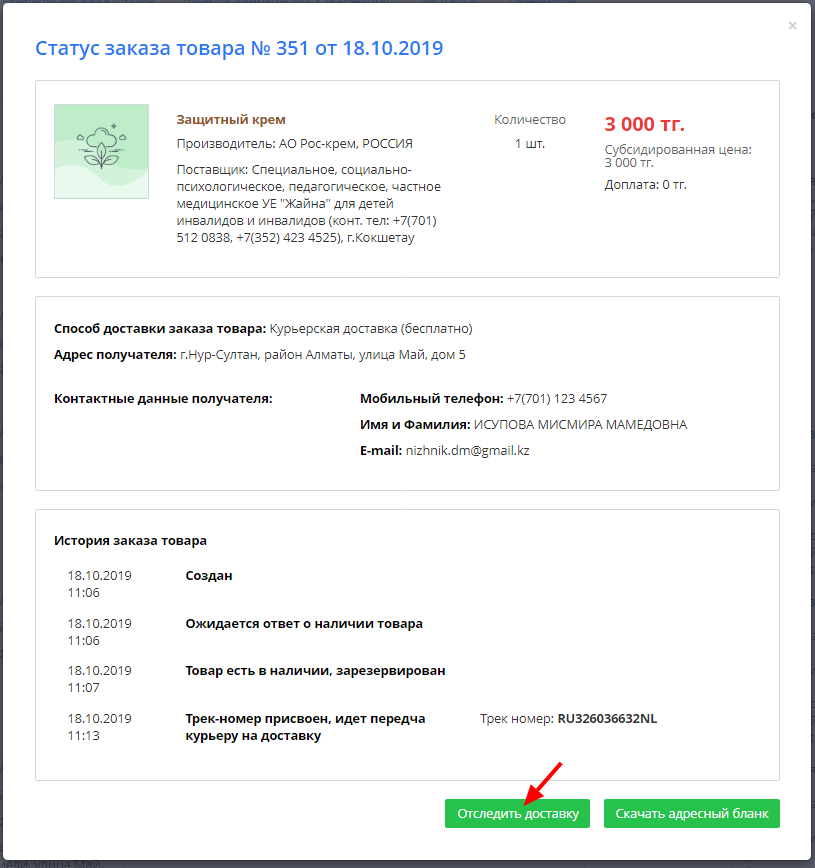 ×
Статус заказа товара № 351 от 18.10.2019
Защитный крем
Производитель: АО Рос-крем, РОССИЯ
Поставщик: Специальное, социально-
психологическое, педагогическое, частное
медицинское УЕ "Жайна" для детей
инвалидов и инвалидов (конт. тел: +7(701)
512 0838, +7(352) 423 4525), г.Кокшетау
Количество
1 шт.
3 000 тг.
Субсидированная цена:
3 000 тг.
Доплата: 0 тг.
Способ доставки заказа товара: Курьерская доставка (бесплатно)
Адрес получателя: г.Нур-Султан, район Алматы, улица Май, дом 5
Контактные данные получателя:
Мобильный телефон: +7(701) 123 4567
Имя и Фамилия: ИСУПОВА МИСМИРА МАМЕДОВНА
E-mail: nizhnik.dm@gmail.kz
История заказа товара
18.10.2019
11:06
Создан
18.10.2019
11:06
Ожидается ответ о наличии товара
18.10.2019
11:07
Товар есть в наличии, зарезервирован
18.10.2019
11:13
Трек-номер присвоен, идет передча
курьеру на доставку
Трек номер: RU326036632NL
Отследить доставку
Скачать адресный бланк